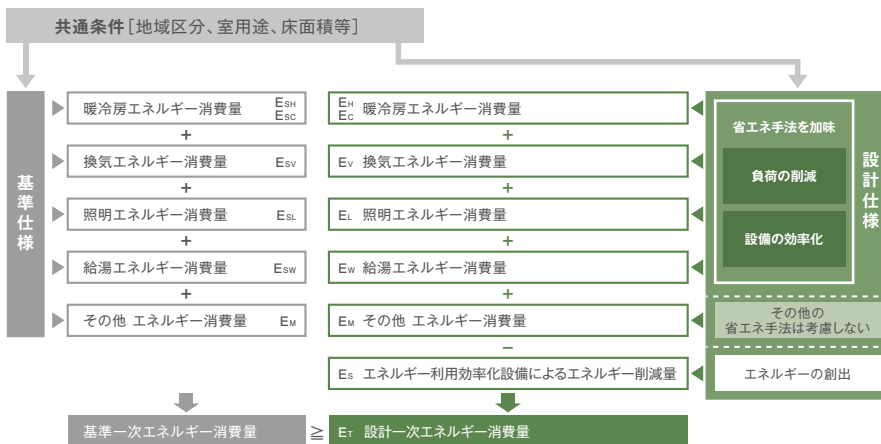 共通条件［地域区分、室用途、床面積等］
基準仕様
暖冷房エネルギー消費量 ESH ESC
+
換気エネルギー消費量 ESV
+
照明エネルギー消費量 ESL
+
給湯エネルギー消費量 ESW
+
その他 エネルギー消費量 EM
基準一次エネルギー消費量
≧
EH EC 暖冷房エネルギー消費量
+
EV 換気エネルギー消費量
+
EL 照明エネルギー消費量
+
EW 給湯エネルギー消費量
+
EM その他 エネルギー消費量
−
ES エネルギー利用効率化設備によるエネルギー削減量
ET 設計一次エネルギー消費量
設計仕様
省エネ手法を加味
負荷の削減
設備の効率化
その他の
省エネ手法は考慮しない
エネルギーの創出